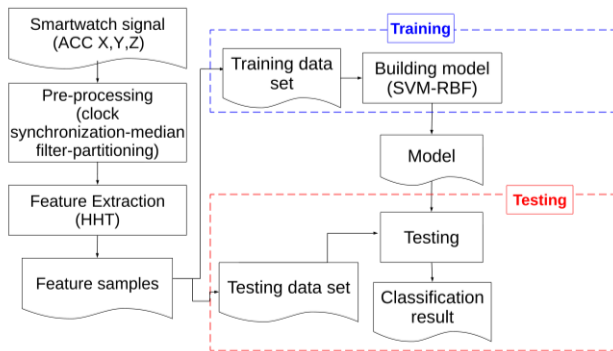 Smartwatch signal
(ACC X,Y,Z)
Pre-processing
(clock
synchronization-median
filter-partitioning)
Feature Extraction
(HHT)
Feature samples
Training
Training data
set
Building model
(SVM-RBF)
Model
Testing
Testing
Testing data set
Classification
result